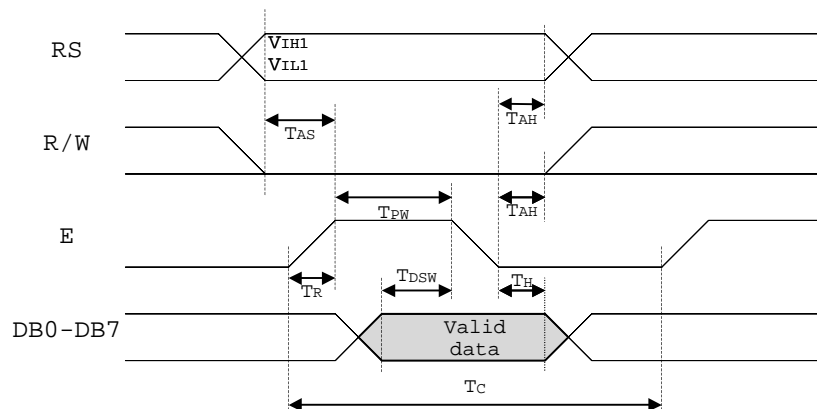 RS
VIH1
VIL1
TAH
TAS
R/W
TAH
TPW
E
TDSW
TH
TR
DB0-DB7
Valid
data
TC